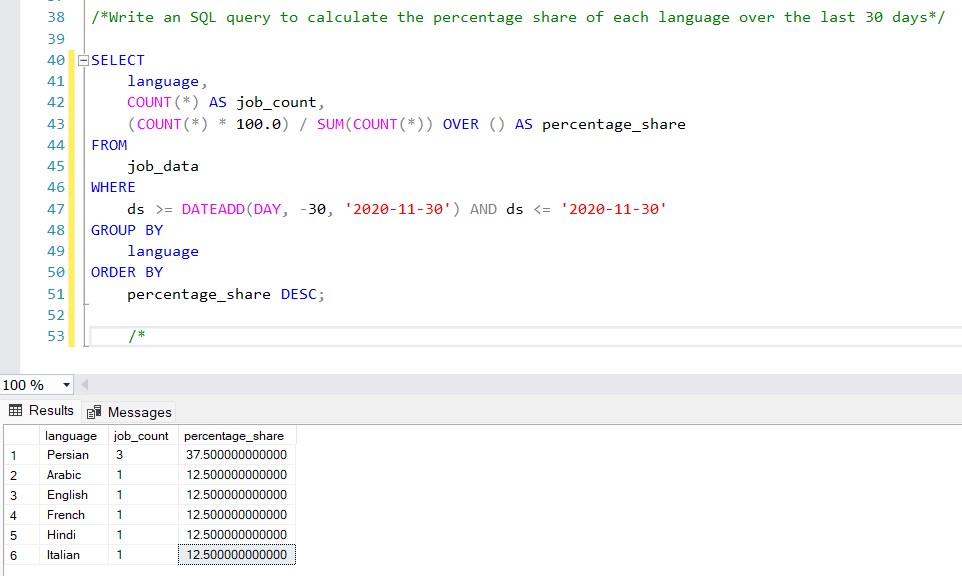 38 /*Write an SQL query to calculate the percentage share of each language over the last 30 days*/
39
40 SELECT
41 language,
42 COUNT(*) AS job_count,
43 (COUNT(*) * 100.0) / SUM(COUNT(*)) OVER () AS percentage_share
44 FROM
45 job_data
46 WHERE
47 ds >= DATEADD(DAY, -30, '2020-11-30') AND ds <= '2020-11-30'
48 GROUP BY
49 language
50 ORDER BY
51 percentage_share DESC;
52
53 /*
100 %
Results Messages
language job_count percentage_share
1 Persian 3 37.500000000000
2 Arabic 1 12.500000000000
3 English 1 12.500000000000
4 French 1 12.500000000000
5 Hindi 1 12.500000000000
6 Italian 1 12.500000000000